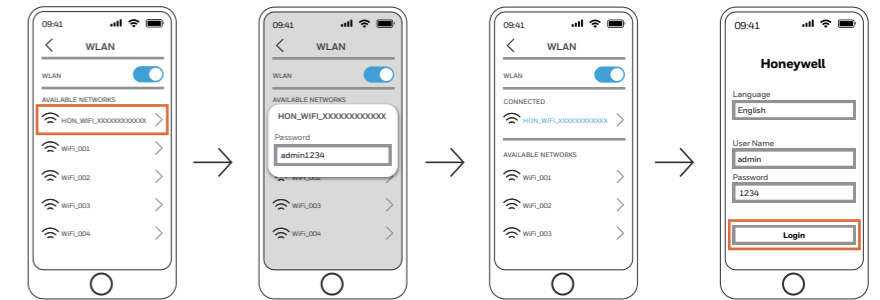 09:41
WLAN
WLAN
AVAILABLE NETWORKS
HON_WIFI_XXXXXXXXXXXX
WiFi_001
WiFi_002
WiFi_003
WiFi_004
09:41
WLAN
WLAN
AVAILABLE NETWORKS
HON_WIFI_XXXXXXXXXXXX
Password
admin1234
WiFi_003
WiFi_004
09:41
WLAN
WLAN
CONNECTED
HON_WIFI_XXXXXXXXXXXX
AVAILABLE NETWORKS
WiFi_001
WiFi_002
WiFi_003
09:41
Honeywell
Language
English
User Name
admin
Password
1234
Login